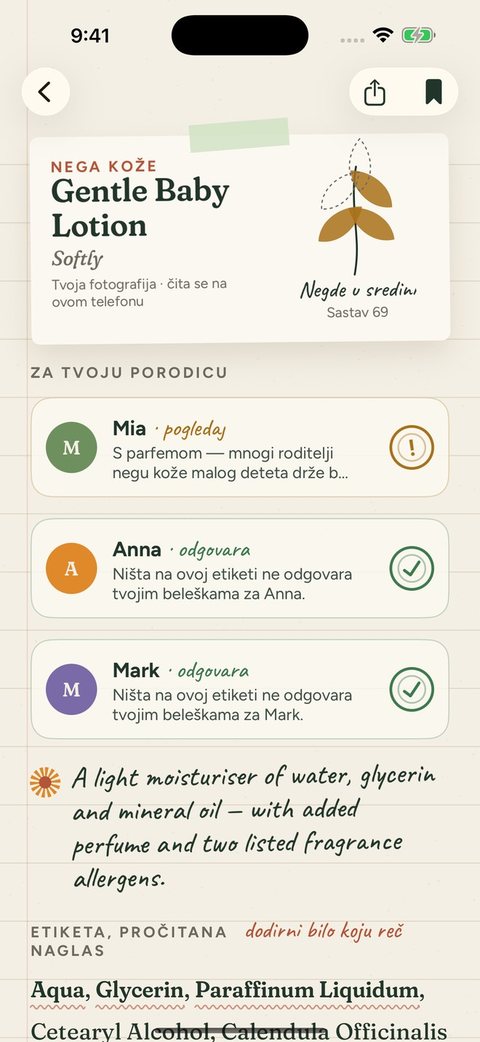 9:41
NEGA KOŽE
Gentle Baby
Lotion
Softly
Tvoja fotografija · čita se na
ovom telefonu
Negde u sredini
Sastav 69
ZA TVOJU PORODICU
M
Mia · pogledaj
S parfemom — mnogi roditelji
negu kože malog deteta drže b…
A
Anna · odgovara
Ništa na ovoj etiketi ne odgovara
tvojim beleškama za Anna.
M
Mark · odgovara
Ništa na ovoj etiketi ne odgovara
tvojim beleškama za Mark.
A light moisturiser of water, glycerin
and mineral oil — with added
perfume and two listed fragrance
allergens.
ETIKETA, PROČITANA dodirni bilo koju reč
NAGLAS
Aqua, Glycerin, Paraffinum Liquidum,
Cetearyl Alcohol, Calendula Officinalis